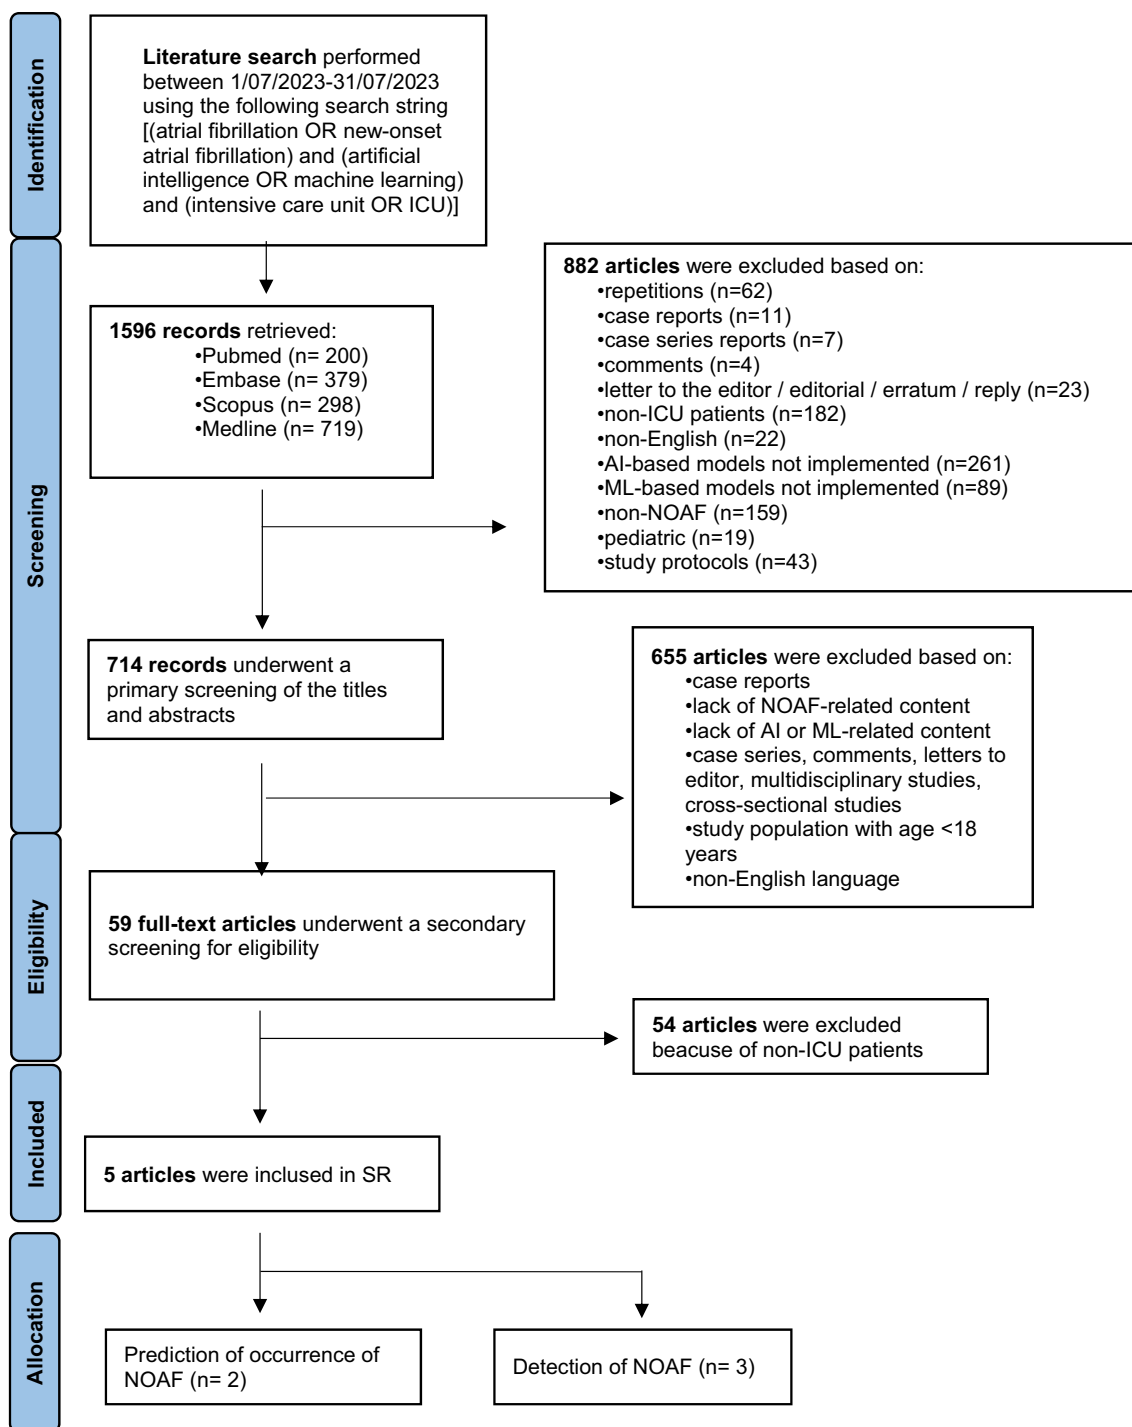 Identification
Literature search performed
between 1/07/2023-31/07/2023
using the following search string
[(atrial fibrillation OR new-onset
atrial fibrillation) and (artificial
intelligence OR machine learning)
and (intensive care unit OR ICU)]
Screening
1596 records retrieved:
•Pubmed (n= 200)
•Embase (n= 379)
•Scopus (n= 298)
•Medline (n= 719)
882 articles were excluded based on:
•repetitions (n=62)
•case reports (n=11)
•case series reports (n=7)
•comments (n=4)
•letter to the editor / editorial / erratum / reply (n=23)
•non-ICU patients (n=182)
•non-English (n=22)
•AI-based models not implemented (n=261)
•ML-based models not implemented (n=89)
•non-NOAF (n=159)
•pediatric (n=19)
•study protocols (n=43)
714 records underwent a
primary screening of the titles
and abstracts
655 articles were excluded based on:
•case reports
•lack of NOAF-related content
•lack of AI or ML-related content
•case series, comments, letters to
editor, multidisciplinary studies,
cross-sectional studies
•study population with age <18
years
•non-English language
Eligibility
59 full-text articles underwent a secondary
screening for eligibility
54 articles were excluded
beacuse of non-ICU patients
Included
5 articles were inclused in SR
Allocation
Prediction of occurrence of
NOAF (n= 2)
Detection of NOAF (n= 3)